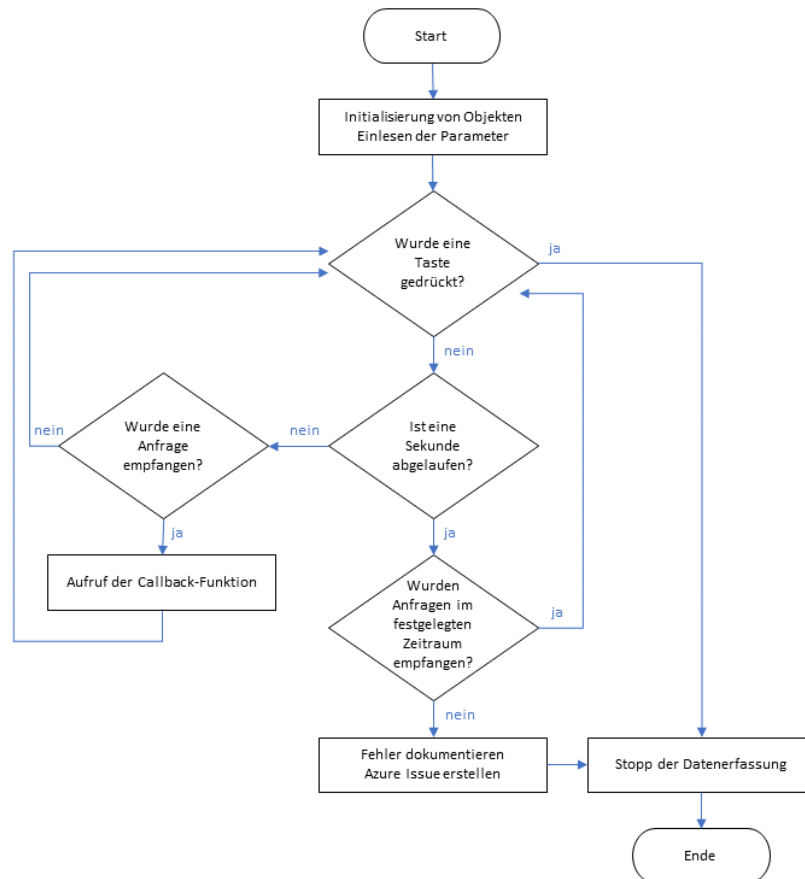 Start
Initialisierung von Objekten
Einlesen der Parameter
Wurde eine
Taste
gedrückt?
ja
nein
Wurde eine
Anfrage
empfangen?
nein
nein
Ist eine
Sekunde
abgelaufen?
ja
ja
Aufruf der Callback-Funktion
Wurden
Anfragen im
festgelegten
Zeitraum
empfangen?
ja
nein
Fehler dokumentieren
Azure Issue erstellen
Stopp der Datenerfassung
Ende